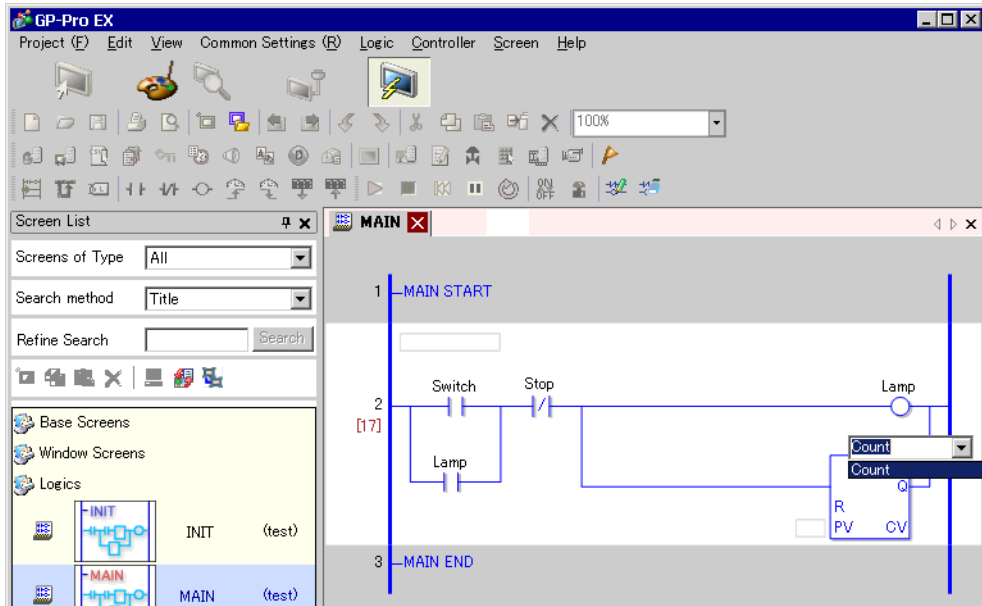 GP-Pro EX
Project (F) Edit View Common Settings (R) Logic Controller Screen Help
100%
ON
OFF
Screen List
MAIN
Screens of Type All
Search method Title
Refine Search Search
Base Screens
Window Screens
Logics
INIT
INIT (test)
MAIN
MAIN (test)
1 MAIN START
Switch Stop Lamp
2
[17]
Count
Count
Lamp
Q
R
PV CV
3 MAIN END